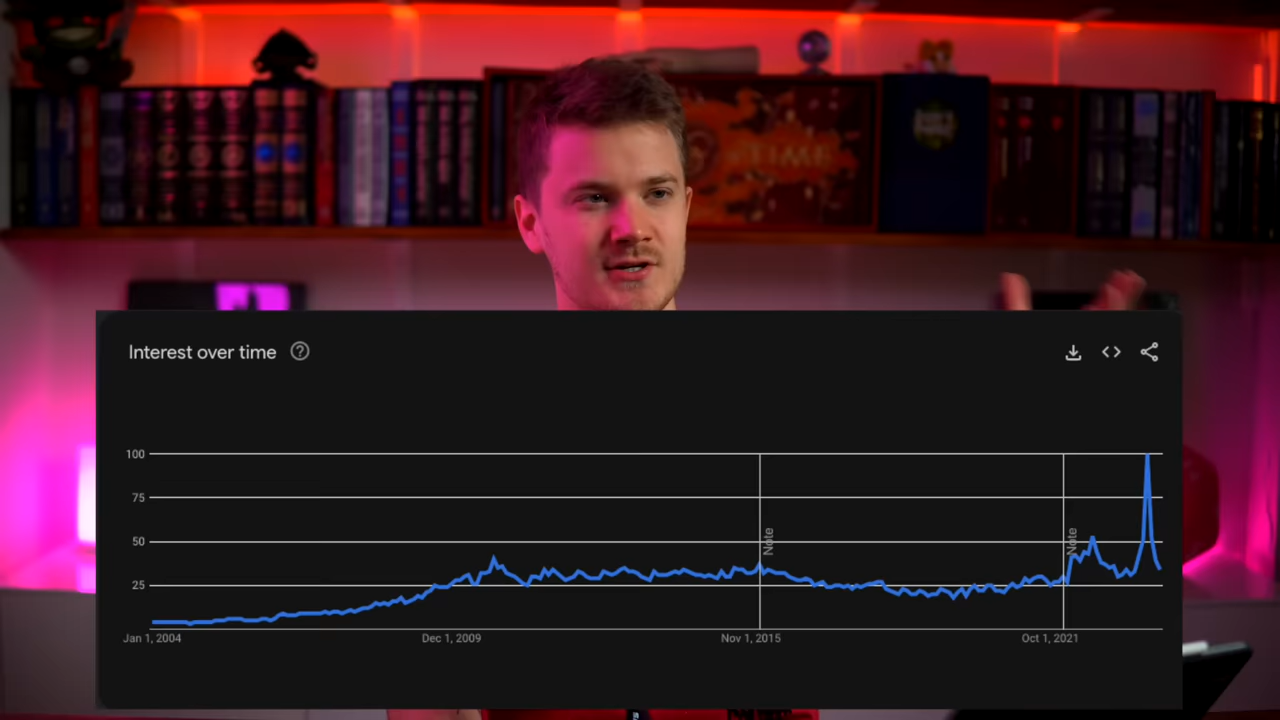 Interest over time
100
75
50
25
Note
Note
Jan 1, 2004
Dec 1, 2009
Nov 1, 2015
Oct 1, 2021